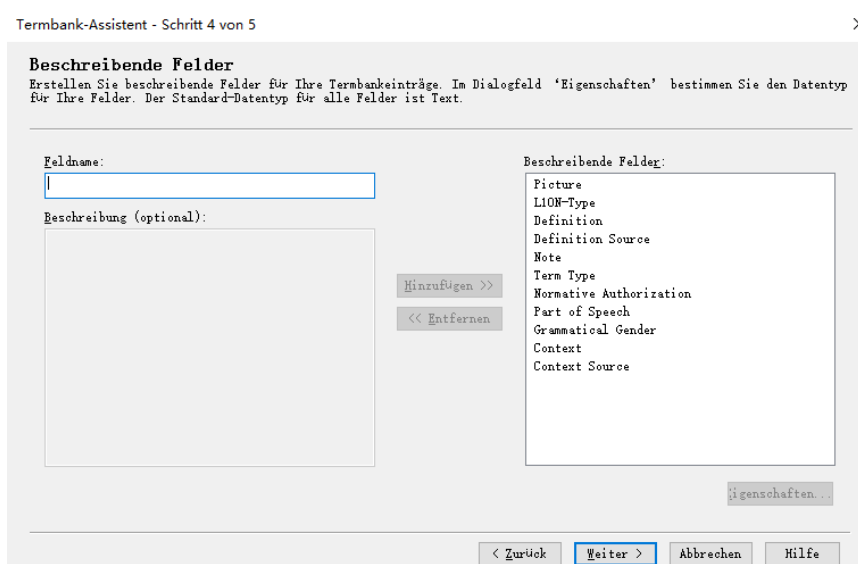 Termbank-Assistent - Schritt 4 von 5
Beschreibende Felder
Erstellen Sie beschreibende Felder für Ihre Termbankeinträge. Im Dialogfeld ‘Eigenschaften’ bestimmen Sie den Datentyp
für Ihre Felder. Der Standard-Datentyp für alle Felder ist Text.
Feldname:
Beschreibung (optional):
Hinzufügen >>
<< Entfernen
Beschreibende Felder:
Picture
L10N-Type
Definition
Definition Source
Note
Term Type
Normative Authorization
Part of Speech
Grammatical Gender
Context
Context Source
Eigenschaften...
< Zurück
Weiter >
Abbrechen
Hilfe